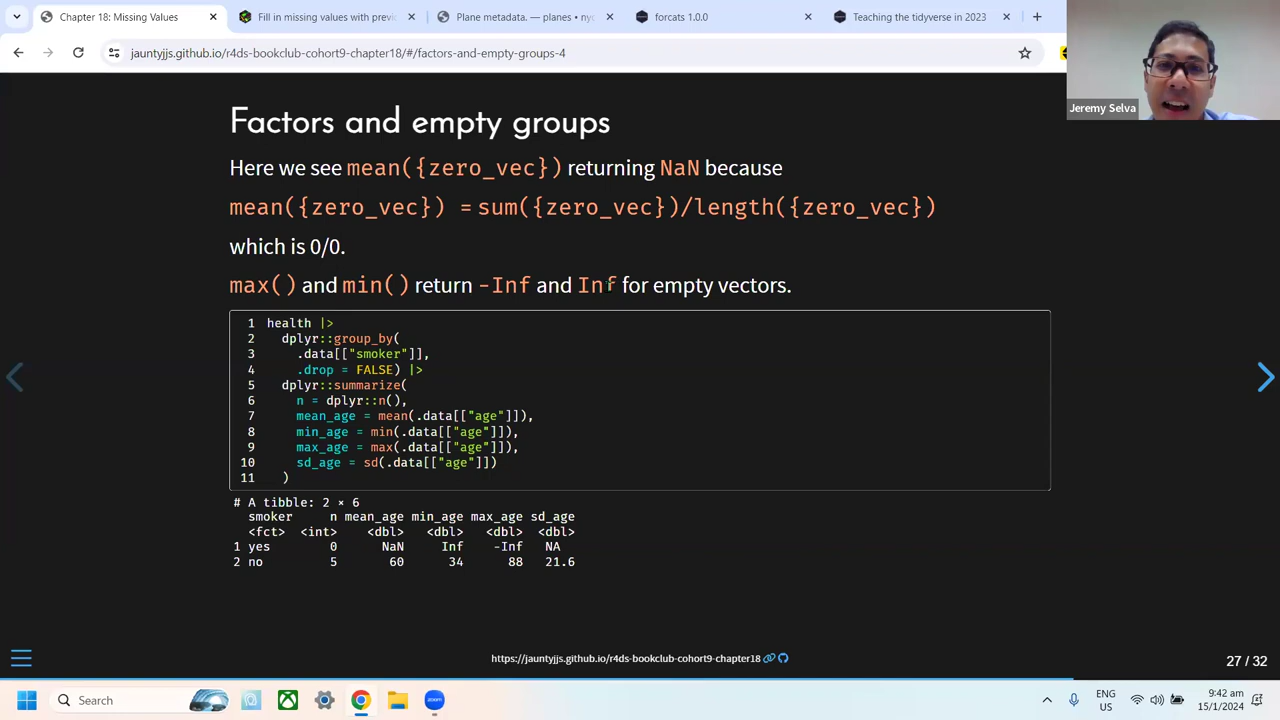 Chapter 18: Missing Values
Fill in missing values with previ
Plane metadata. — planes • nyc
forcats 1.0.0
Teaching the tidyverse in 2023
jauntyjjs.github.io/r4ds-bookclub-cohort9-chapter18/#/factors-and-empty-groups-4
Jeremy Selva
Factors and empty groups
Here we see mean({zero_vec}) returning NaN because
mean({zero_vec}) = sum({zero_vec})/length({zero_vec})
which is 0/0.
max() and min() return -Inf and Inf for empty vectors.
1 health |>
2 dplyr::group_by(
3 .data[["smoker"]],
4 .drop = FALSE) |>
5 dplyr::summarize(
6 n = dplyr::n(),
7 mean_age = mean(.data[["age"]]),
8 min_age = min(.data[["age"]]),
9 max_age = max(.data[["age"]]),
10 sd_age = sd(.data[["age"]])
11 )
# A tibble: 2 × 6
smoker n mean_age min_age max_age sd_age
<fct> <int> <dbl> <dbl> <dbl> <dbl>
1 yes 0 NaN Inf -Inf NA
2 no 5 60 34 88 21.6
https://jauntyjjs.github.io/r4ds-bookclub-cohort9-chapter18
27 / 32
Search
ENG
US
9:42 am
15/1/2024